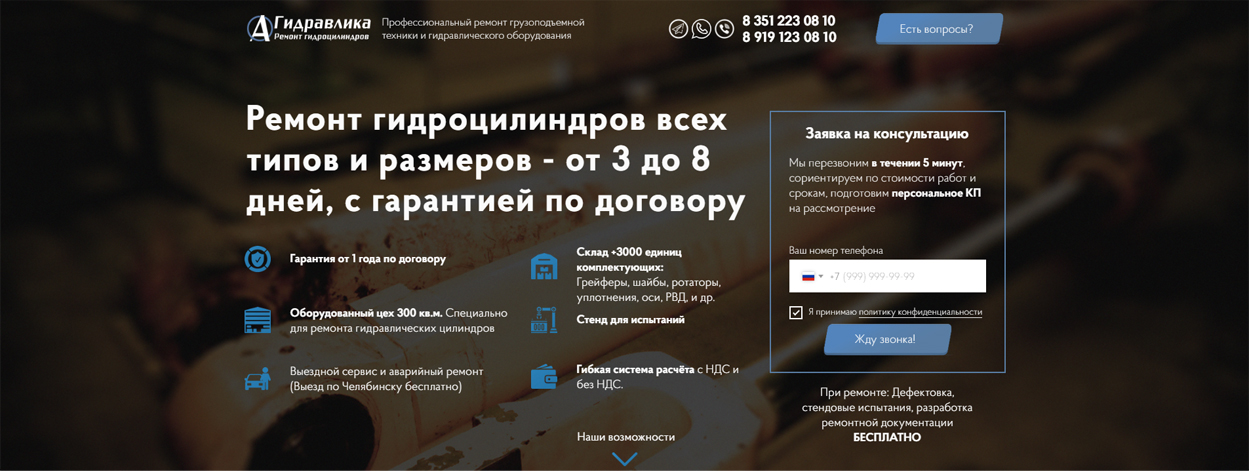 А Гидравлика
Ремонт гидроцилиндров
Профессиональный ремонт грузоподъемной
техники и гидравлического оборудования
8 351 223 08 10
8 919 123 08 10
Есть вопросы?
Ремонт гидроцилиндров всех
типов и размеров - от 3 до 8
дней, с гарантией по договору
Гарантия от 1 года по договору
Оборудованный цех 300 кв.м. Специально
для ремонта гидравлических цилиндров
Выездной сервис и аварийный ремонт
(Выезд по Челябинску бесплатно)
Склад +3000 единиц
комплектующих:
Грейферы, шайбы, ротаторы,
уплотнения, оси, РВД, и др.
Стенд для испытаний
Гибкая система расчёта с НДС и
без НДС.
Наши возможности
Заявка на консультацию
Мы перезвоним в течении 5 минут,
сориентируем по стоимости работ и
срокам, подготовим персональное КП
на рассмотрение
Ваш номер телефона
+7 (999) 999-99-99
Я принимаю политику конфиденциальности
Жду звонка!
При ремонте: Дефектовка,
стендовые испытания, разработка
ремонтной документации
БЕСПЛАТНО